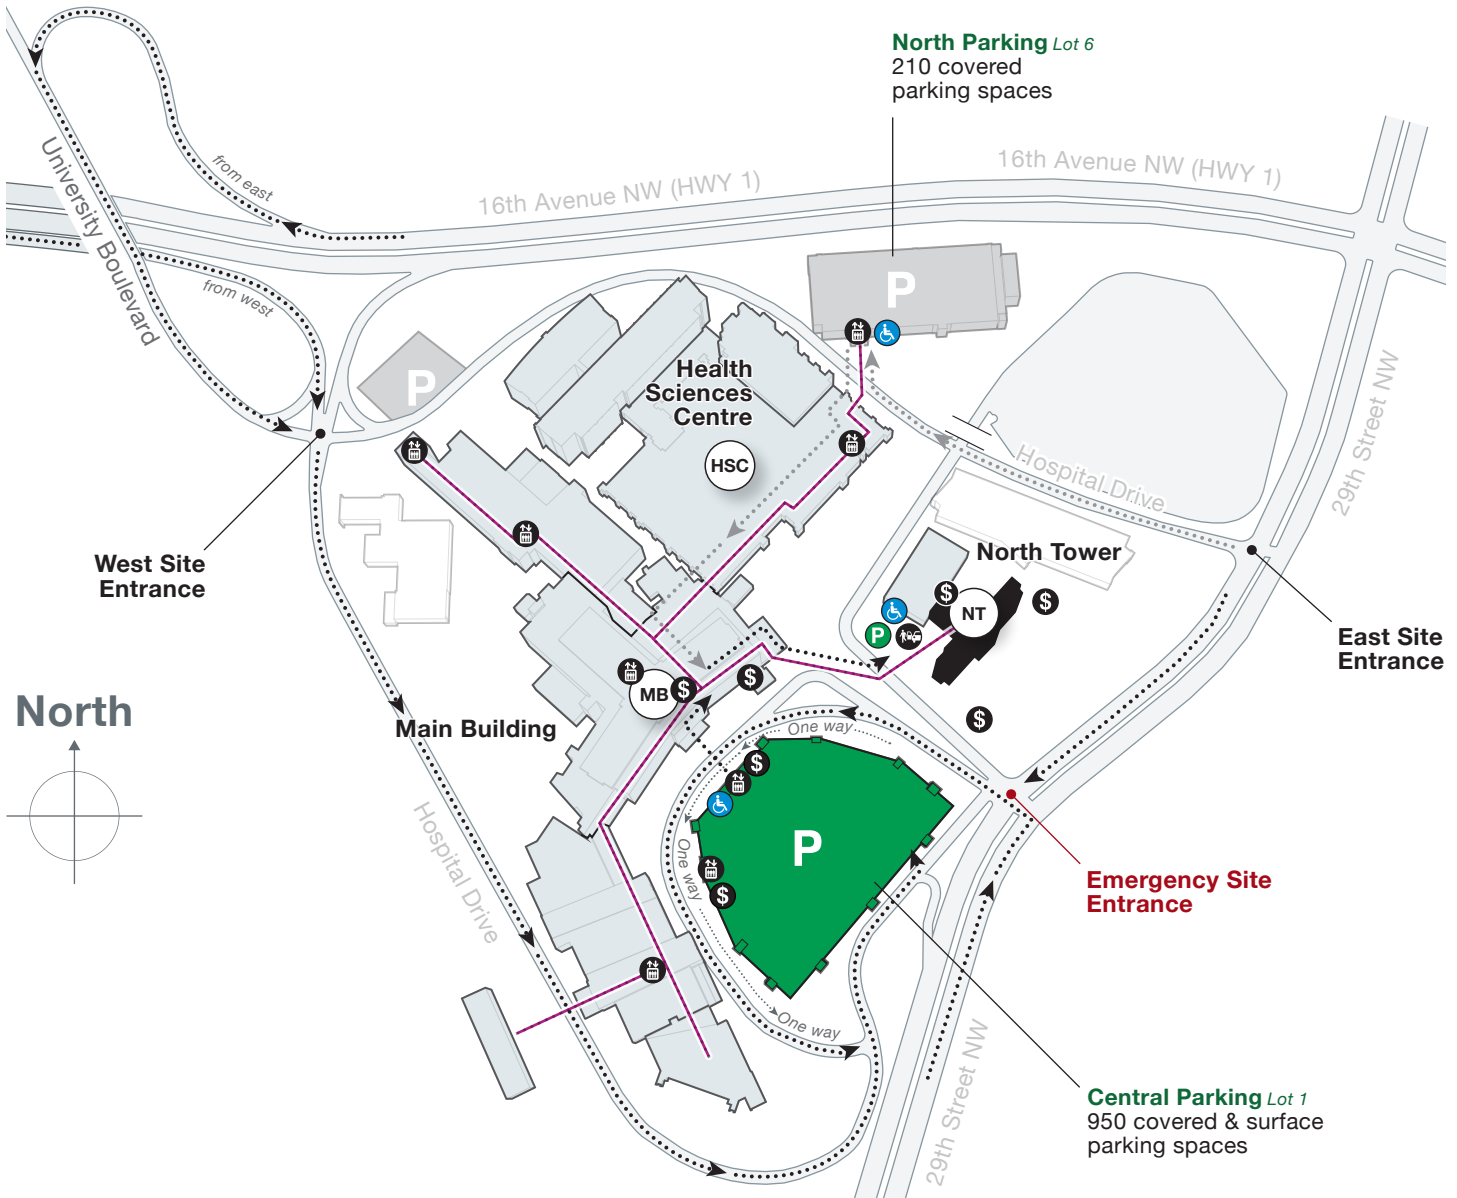 North Parking Lot 6
210 covered
parking spaces
16th Avenue NW (HWY 1)
16th Avenue NW (HWY 1)
University Boulevard
from east
from west
P
P
Health
Sciences
Centre
HSC
Hospital Drive
29th Street NW
West Site
Entrance
North Tower
$
NT
$
P
East Site
Entrance
MB
$
$
Main Building
North
$
One way
$
P
One way
$
Hospital Drive
Emergency Site
Entrance
One way
29th Street NW
Central Parking Lot 1
950 covered & surface
parking spaces